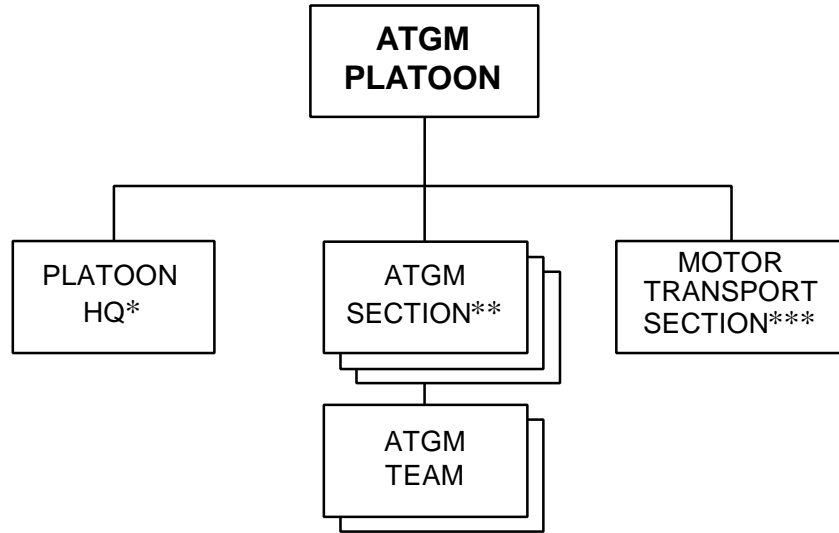 ATGM
PLATOON
PLATOON
HQ*
ATGM
SECTION**
MOTOR
TRANSPORT
SECTION***
ATGM
TEAM